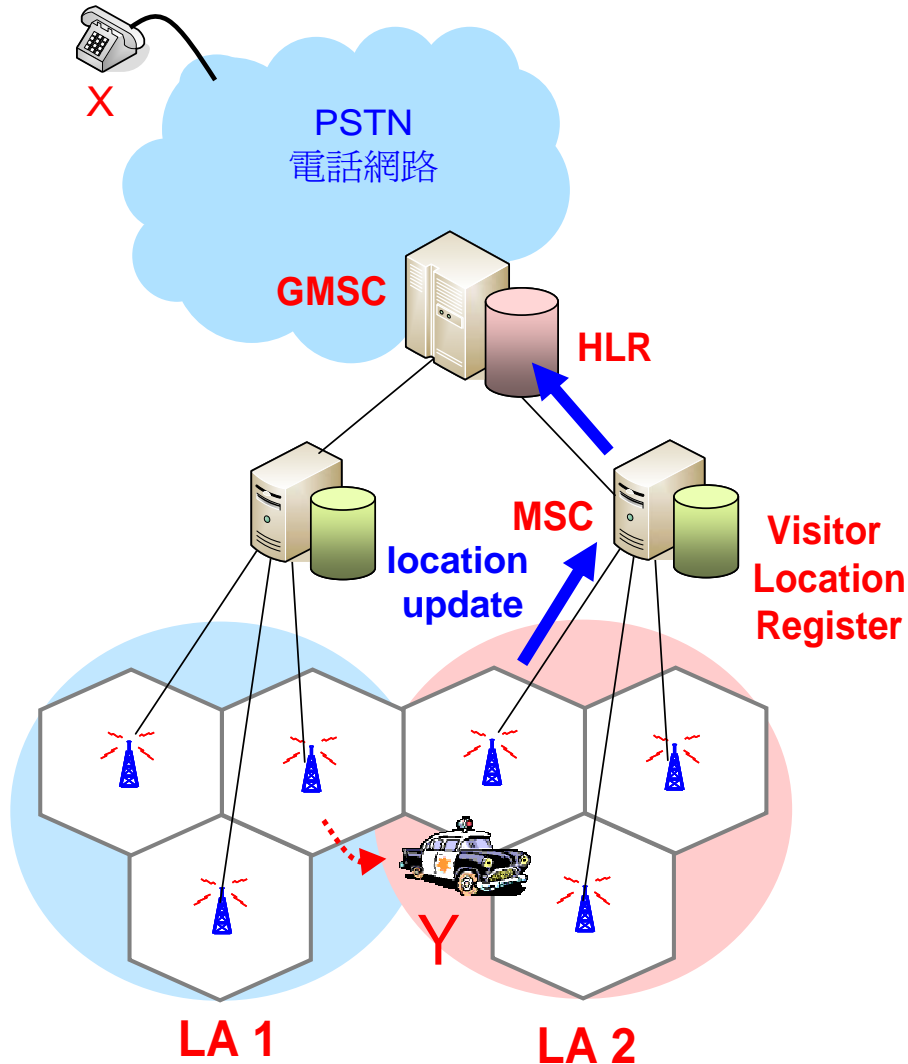 X
PSTN
電話網路
GMSC
HLR
MSC
Visitor
Location
Register
location
update
Y
LA 1
LA 2